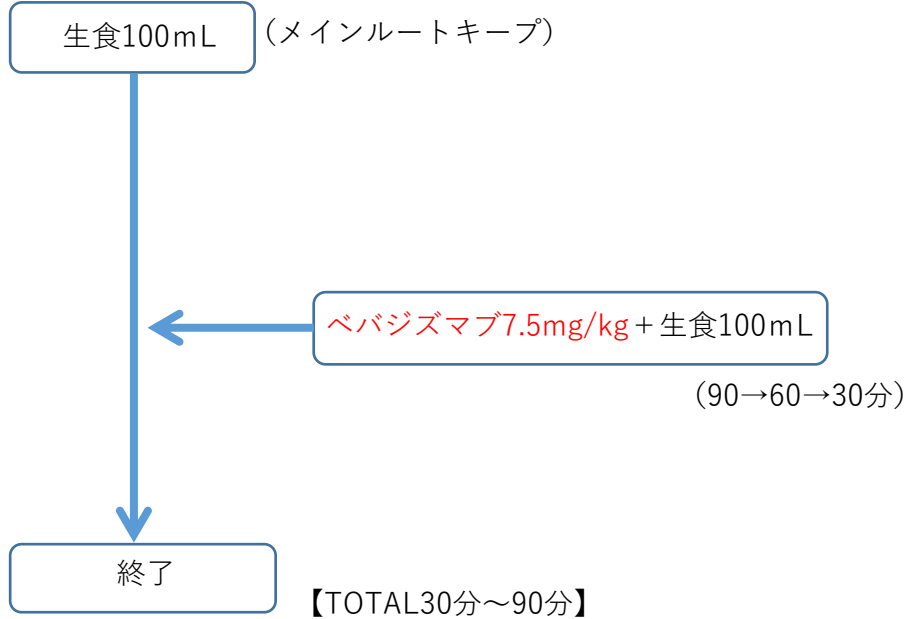 生食100mL
(メインルートキープ)
ベバジズマブ7.5mg/kg+生食100mL
(90→60→30分)
終了
【TOTAL30分～90分】